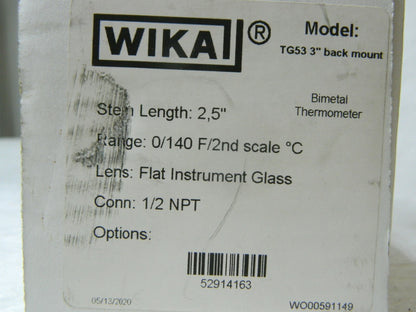 WIKA ®
Model:
TG53 3" back mount
Bimetal
Thermometer
Stem Length: 2,5"
Range: 0/140 F/2nd scale °C
Lens: Flat Instrument Glass
Conn: 1/2 NPT
Options:
52914163
05/13/2020
WO00591149